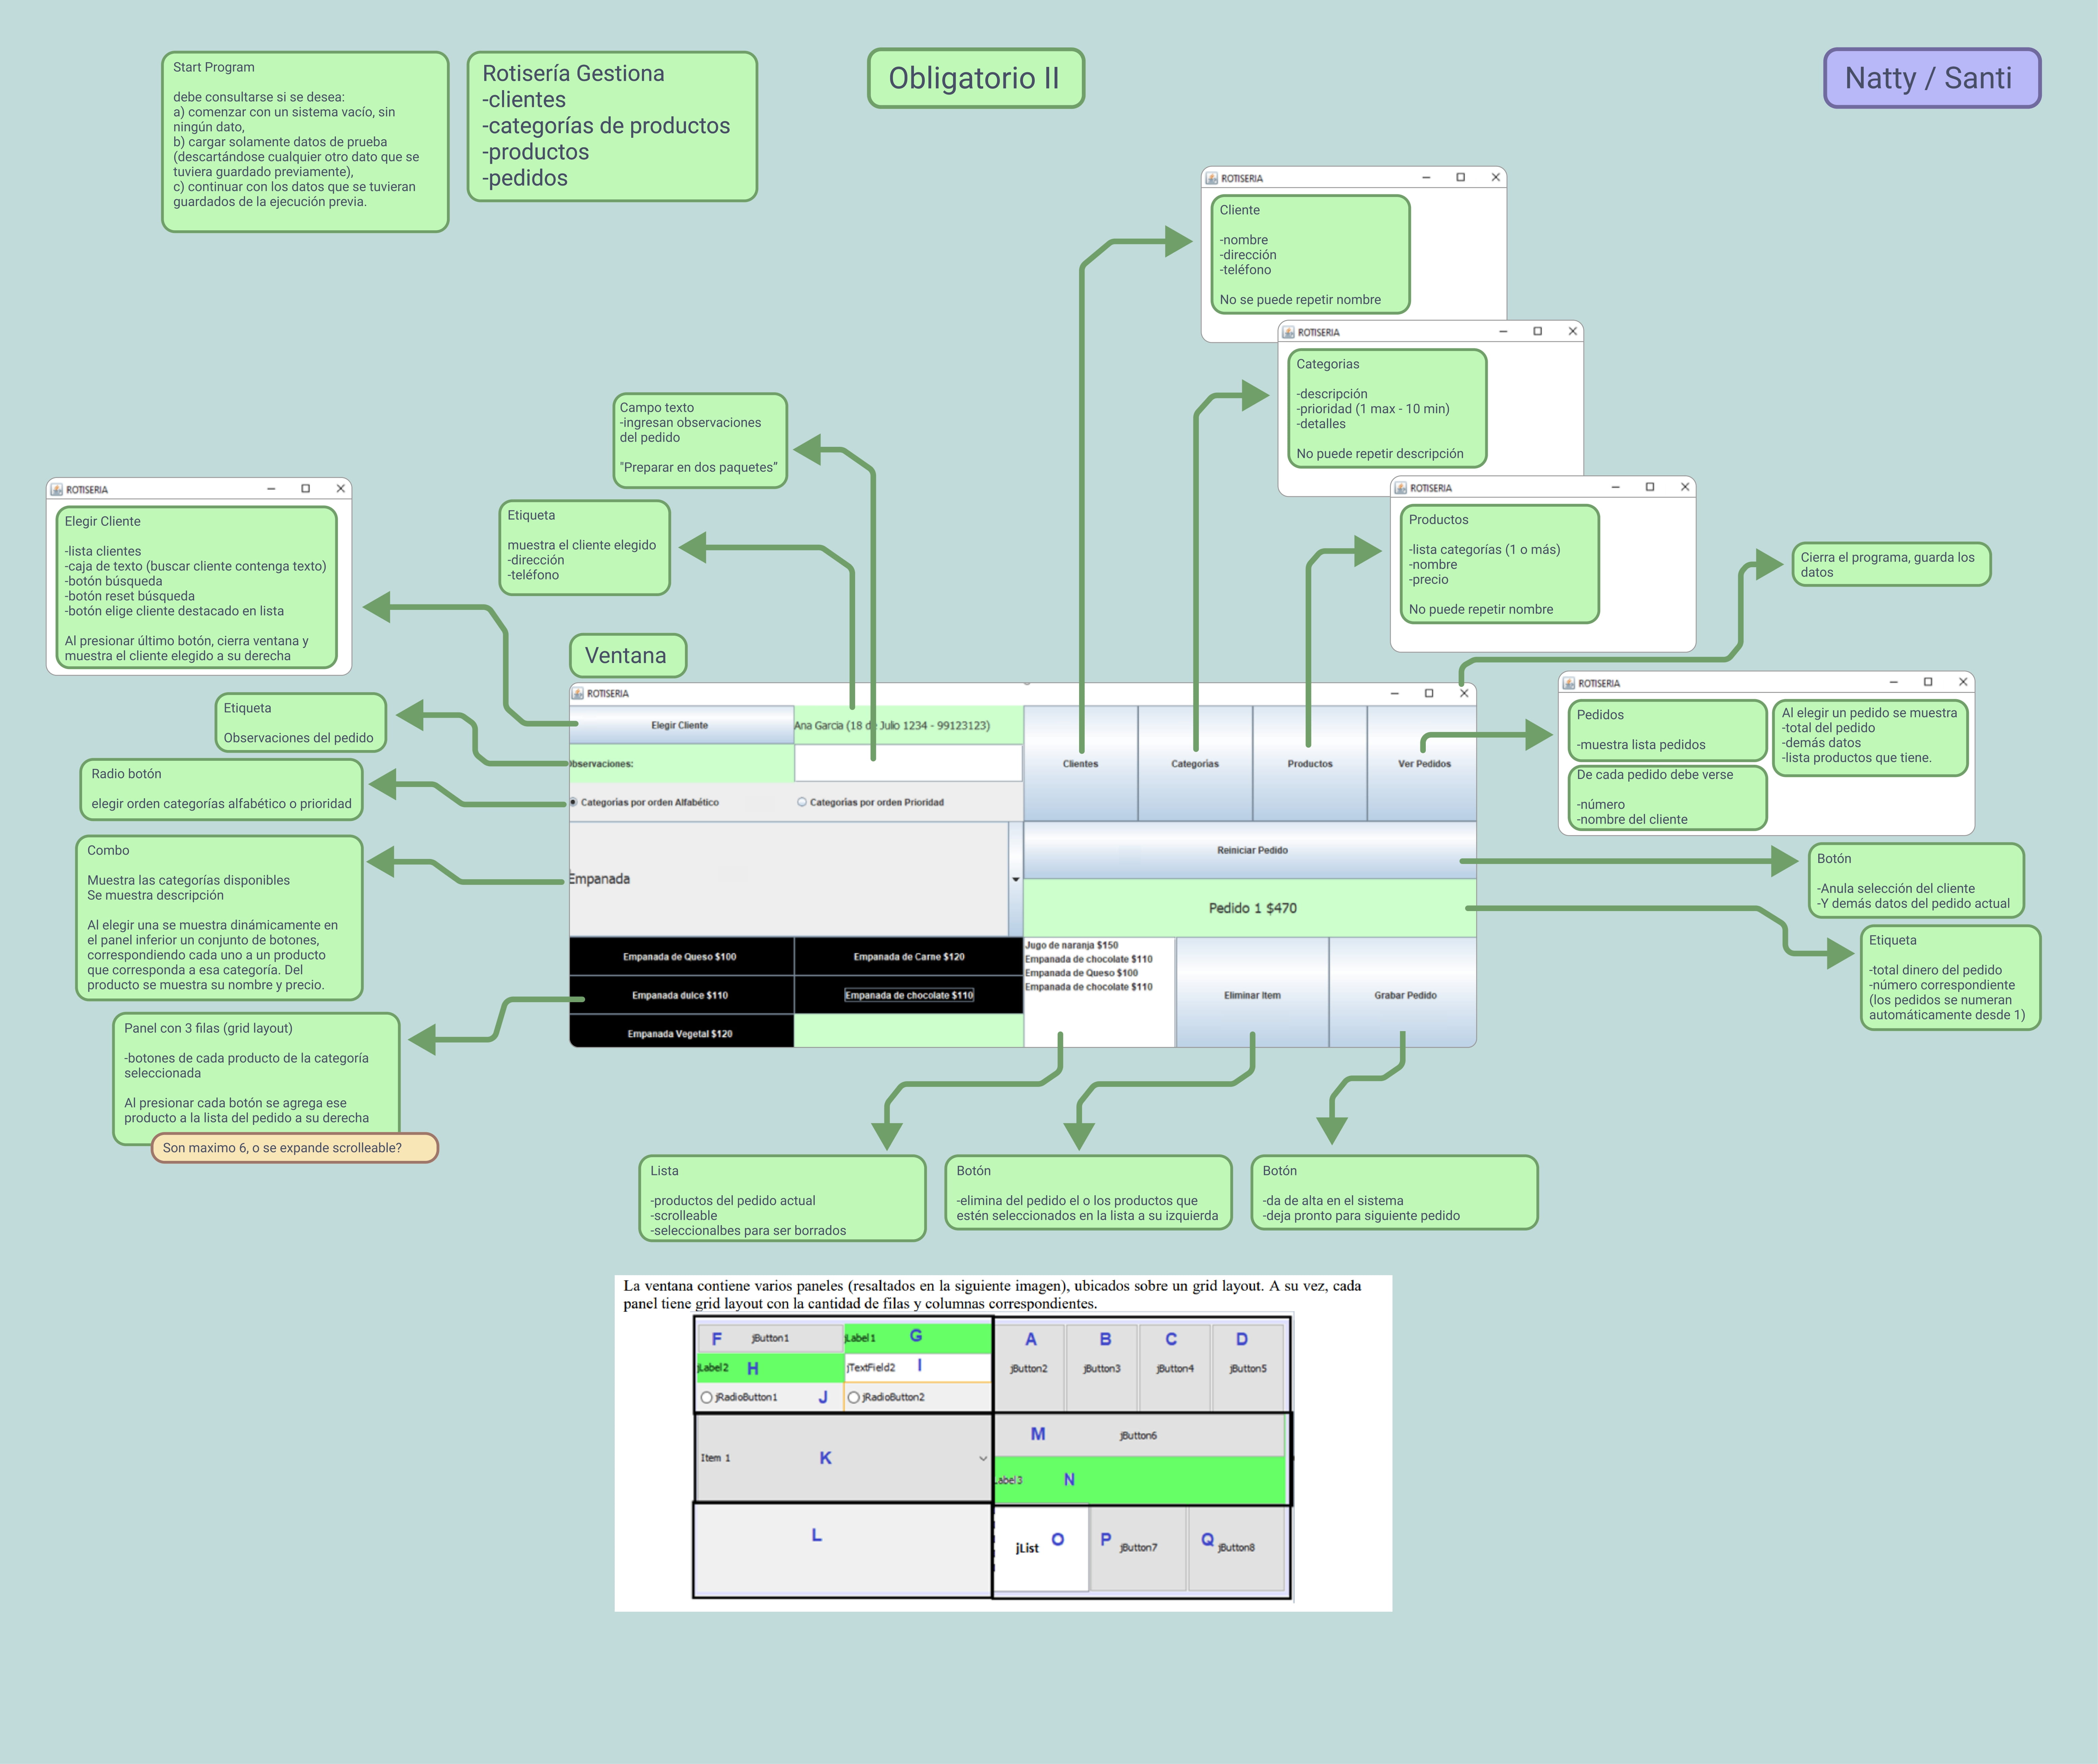 Start Program
debe consultarse si se desea:
a) comenzar con un sistema vacío, sin
ningún dato,
b) cargar solamente datos de prueba
(descartándose cualquier otro dato que se
tuviera guardado previamente),
c) continuar con los datos que se tuvieran
guardados de la ejecución previa.
Rotisería Gestiona
-clientes
-categorías de productos
-productos
-pedidos
Obligatorio II
Natty / Santi
ROTISERIA
Cliente
-nombre
-dirección
-teléfono
No se puede repetir nombre
ROTISERIA
Categorias
-descripción
-prioridad (1 max - 10 min)
-detalles
No puede repetir descripción
ROTISERIA
Productos
-lista categorías (1 o más)
-nombre
-precio
No puede repetir nombre
Cierra el programa, guarda los
datos
Campo texto
-ingresan observaciones
del pedido
"Preparar en dos paquetes"
Etiqueta
muestra el cliente elegido
-dirección
-teléfono
ROTISERIA
Elegir Cliente
-lista clientes
-caja de texto (buscar cliente contenga texto)
-botón búsqueda
-botón reset búsqueda
-botón elige cliente destacado en lista
Al presionar último botón, cierra ventana y
muestra el cliente elegido a su derecha
Ventana
Etiqueta
Observaciones del pedido
Radio botón
elegir orden categorías alfabético o prioridad
Combo
Muestra las categorías disponibles
Se muestra descripción
Al elegir una se muestra dinámicamente en
el panel inferior un conjunto de botones,
correspondiendo cada uno a un producto
que corresponda a esa categoría. Del
producto se muestra su nombre y precio.
Panel con 3 filas (grid layout)
-botones de cada producto de la categoría
seleccionada
Al presionar cada botón se agrega ese
producto a la lista del pedido a su derecha
Son maximo 6, o se expande scrolleable?
ROTISERIA
Elegir Cliente
Ana Garcia (18 de Julio 1234 - 99123123)
Observaciones:
Categorias por orden Alfabético
Categorias por orden Prioridad
Clientes
Categorias
Productos
Ver Pedidos
Empanada
Reiniciar Pedido
Pedido 1 $470
Empanada de Queso $100
Empanada de Carne $120
Empanada dulce $110
Empanada de chocolate $110
Empanada Vegetal $120
Jugo de naranja $150
Empanada de chocolate $110
Empanada de Queso $100
Empanada de chocolate $110
Eliminar Item
Grabar Pedido
ROTISERIA
Pedidos
-muestra lista pedidos
De cada pedido debe verse
-número
-nombre del cliente
Al elegir un pedido se muestra
-total del pedido
-demás datos
-lista productos que tiene.
Botón
-Anula selección del cliente
-Y demás datos del pedido actual
Etiqueta
-total dinero del pedido
-número correspondiente
(los pedidos se numeran
automáticamente desde 1)
Lista
-productos del pedido actual
-scrolleable
-seleccionalbes para ser borrados
Botón
-elimina del pedido el o los productos que
estén seleccionados en la lista a su izquierda
Botón
-da de alta en el sistema
-deja pronto para siguiente pedido
La ventana contiene varios paneles (resaltados en la siguiente imagen), ubicados sobre un grid layout. A su vez, cada
panel tiene grid layout con la cantidad de filas y columnas correspondientes.
F jButton1
jLabel1 G
jLabel2 H
jTextField2 I
jRadioButton1 J
jRadioButton2
A jButton2
B jButton3
C jButton4
D jButton5
Item 1 K
M jButton6
Label3 N
L
jList O
P jButton7
Q jButton8